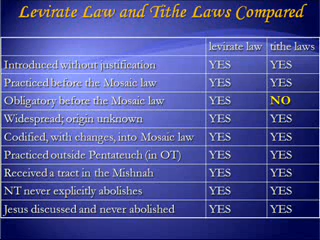 Levirate Law and Tithe Laws Compared
levirate law tithe laws
Introduced without justification YES YES
Practiced before the Mosaic law YES YES
Obligatory before the Mosaic law YES NO
Widespread; origin unknown YES YES
Codified, with changes, into Mosaic law YES YES
Practiced outside Pentateuch (in OT) YES YES
Received a tract in the Mishnah YES YES
NT never explicitly abolishes YES YES
Jesus discussed and never abolished YES YES